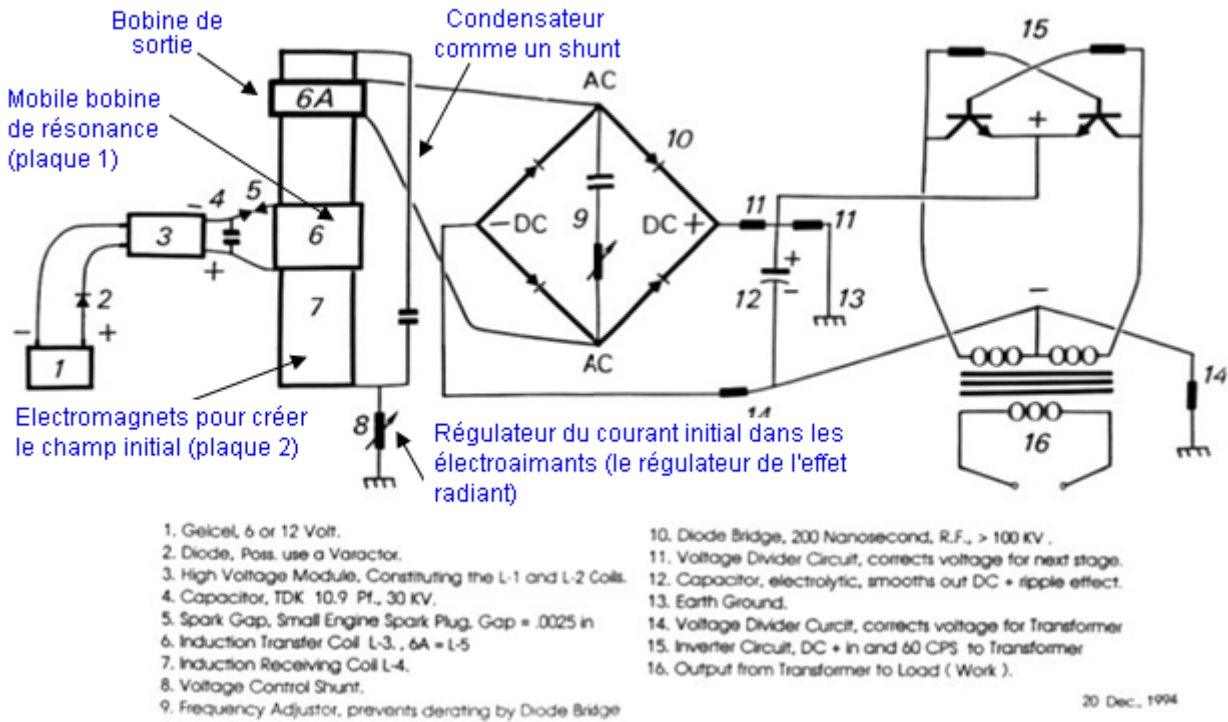 Bobine de
sortie
Condensateur
comme un shunt
15
AC
6A
+
Mobile bobine
de résonance
(plaque 1)
10
- 4
5
3
6
- DC
9
DC +
11
11
+
2
+
12
-
13
-
7
-
+
1
AC
14
14
Electromagnets pour créer
le champ initial (plaque 2)
8
Régulateur du courant initial dans les
électroaimants (le régulateur de l'effet
radiant)
16
1. Gelcel, 6 or 12 Volt.
2. Diode, Poss. use a Varactor.
3. High Voltage Module, Constituting the L-1 and L-2 Coils.
4. Capacitor, TDK 10.9 Pf., 30 KV.
5. Spark Gap, Small Engine Spark Plug, Gap = .0025 in
6. Induction Transfer Coil L-3. , 6A = L-5
7. Induction Receiving Coil L-4.
8. Voltage Control Shunt.
9. Frequency Adjustor, prevents derating by Diode Bridge
10. Diode Bridge, 200 Nanosecond, R.F., > 100 KV .
11. Voltage Divider Circuit, corrects voltage for next stage.
12. Capacitor, electrolytic, smooths out DC + ripple effect.
13. Earth Ground.
14. Voltage Divider Curcit, corrects voltage for Transformer
15. Inverter Circuit, DC + in and 60 CPS to Transformer
16. Output from Transformer to Load ( Work ).
20 Dec., 1994